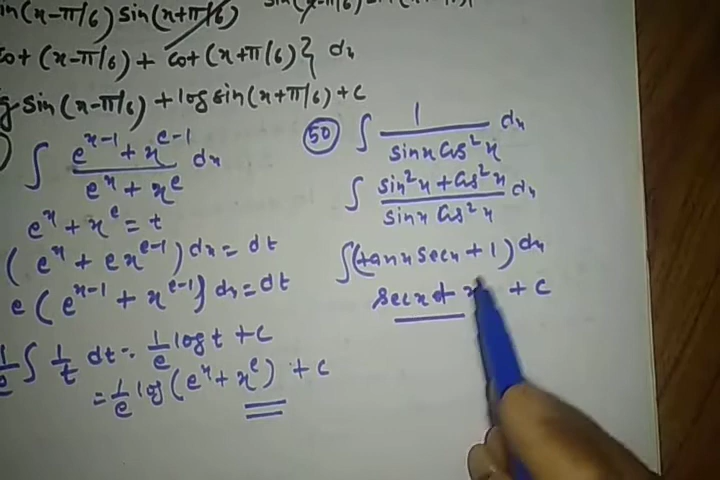 sin(x-π/6) sin(x+π/6)
cot (x-π/6) + cot (x+π/6)} dx
log sin(x-π/6) + log sin(x+π/6) + c
∫ (e^(x-1) + x^(e-1))/(e^x + x^e) dx
e^x + x^e = t
(e^x + ex^(e-1)) dx = dt
e(e^(x-1) + x^(e-1)) dx = dt
1/e ∫ 1/t dt = 1/e log t + c
= 1/e log(e^x + x^e) + c
(50) ∫ 1/(sinx cos²x) dx
∫ (sin²x + cos²x)/(sinx cos²x) dx
∫(tanx secx + 1) dx
secx + x + c